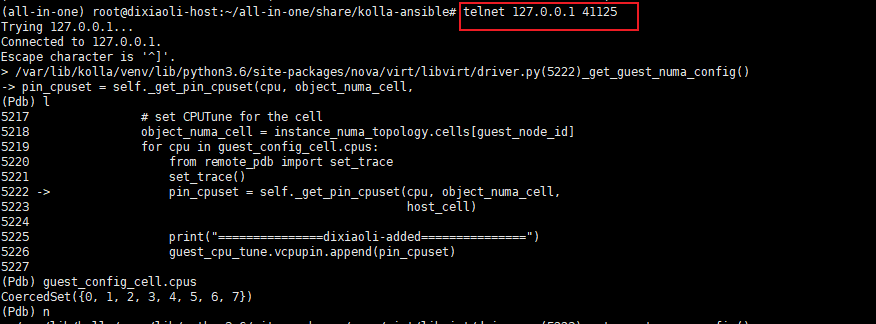 (all-in-one) root@dixiaoli-host:~/all-in-one/share/kolla-ansible# telnet 127.0.0.1 41125
Trying 127.0.0.1...
Connected to 127.0.0.1.
Escape character is '^]'.
> /var/lib/kolla/venv/lib/python3.6/site-packages/nova/virt/libvirt/driver.py(5222)_get_guest_numa_config()
-> pin_cpuset = self._get_pin_cpuset(cpu, object_numa_cell,
(Pdb) l
5217 # set CPUTune for the cell
5218 object_numa_cell = instance_numa_topology.cells[guest_node_id]
5219 for cpu in guest_config_cell.cpus:
5220 from remote_pdb import set_trace
5221 set_trace()
5222 -> pin_cpuset = self._get_pin_cpuset(cpu, object_numa_cell,
5223 host_cell)
5224
5225 print("===============dixiaoli-added===============")
5226 guest_cpu_tune.vcpupin.append(pin_cpuset)
5227
(Pdb) guest_config_cell.cpus
CoercedSet({0, 1, 2, 3, 4, 5, 6, 7})
(Pdb) n